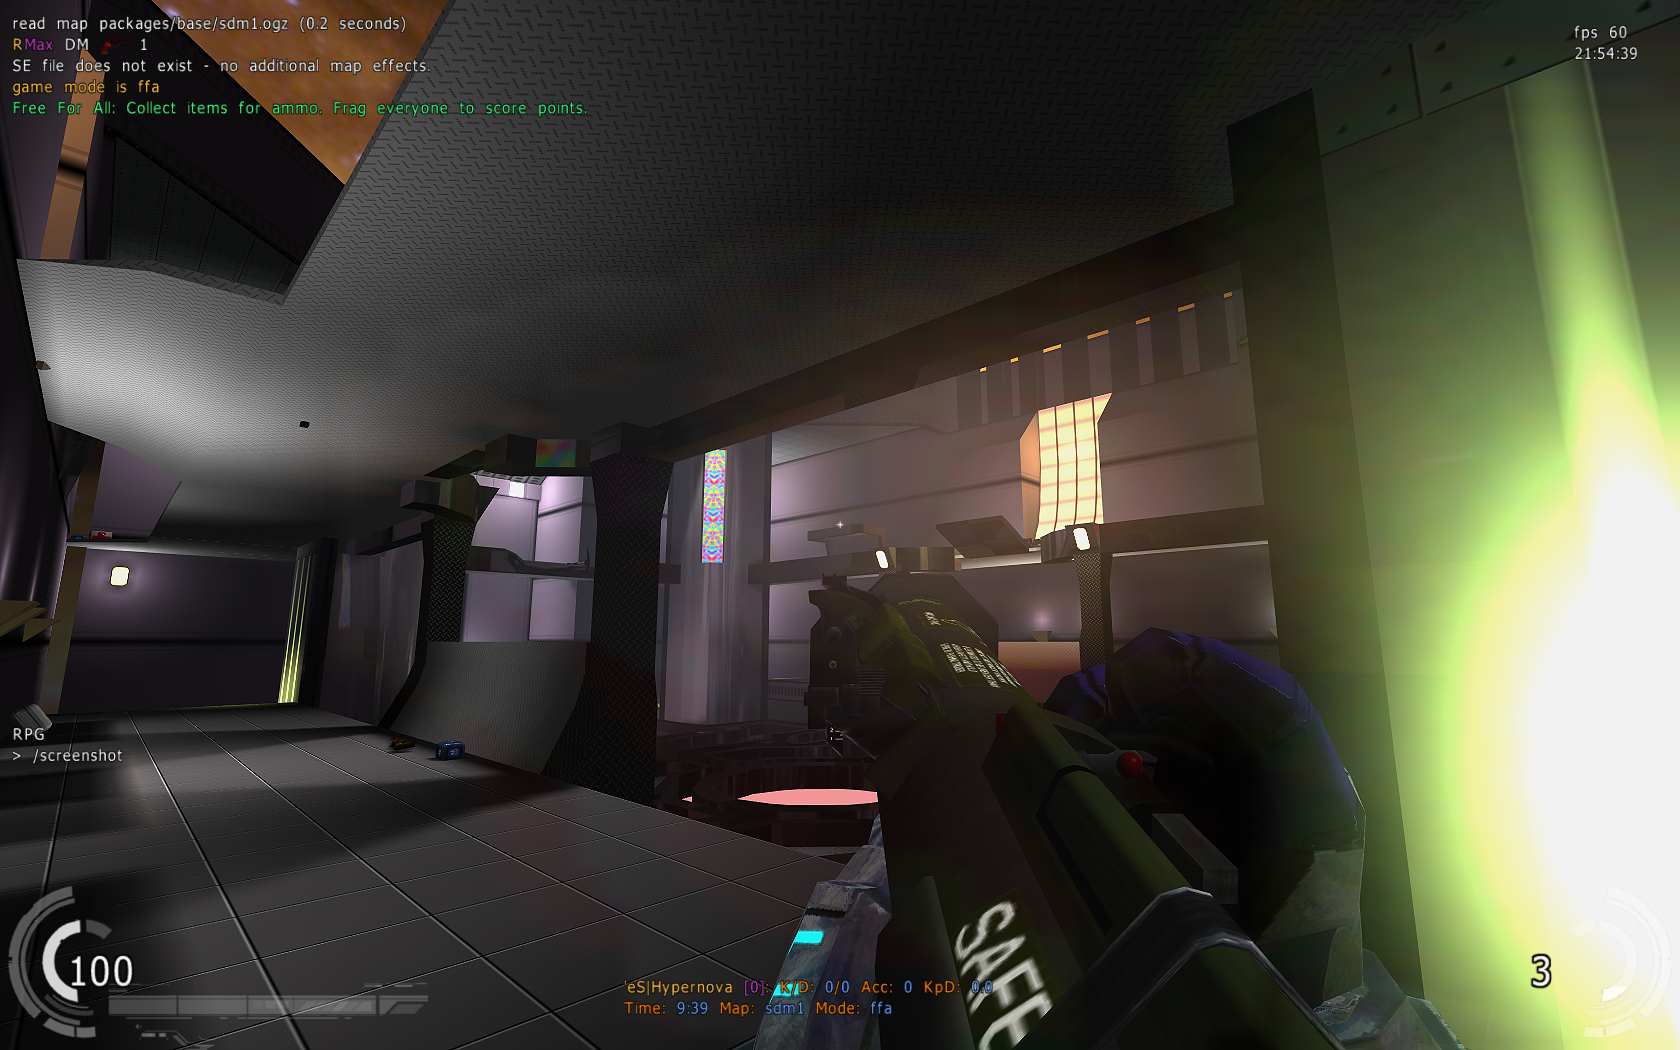 read map packages/base/sdm1.ogz (0.2 seconds)
fps 60
RMax DM 1
21:54:39
SE file does not exist - no additional map effects.
game mode is ffa
Free For All: Collect items for ammo. Frag everyone to score points.
RPG
> /screenshot
SAFE
100
3
'eS|Hypernova [0]: K/D: 0/0 Acc: 0 KpD: 0.0
Time: 9:39 Map: sdm1 Mode: ffa